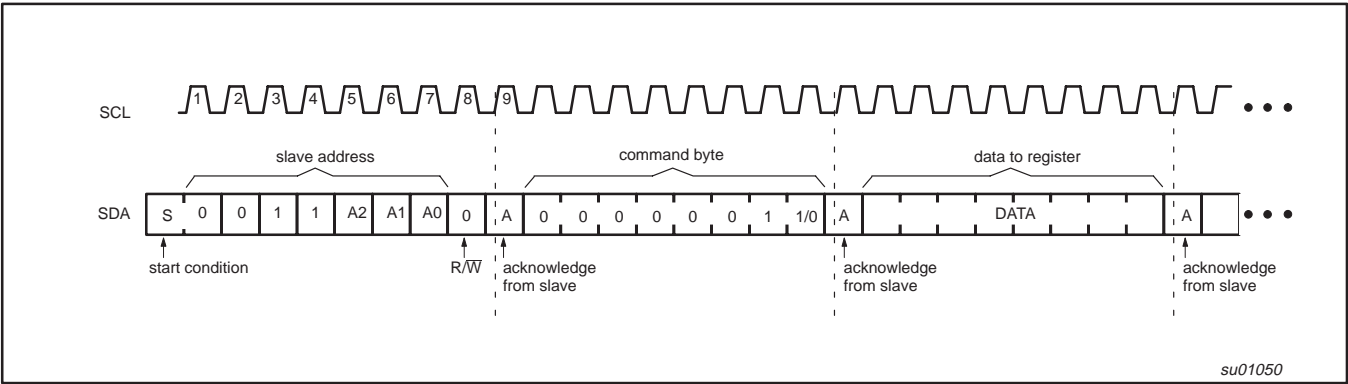 SCL 1 2 3 4 5 6 7 8 9
slave address command byte data to register
SDA S 0 0 1 1 A2 A1 A0 0 A 0 0 0 0 0 0 1 1/0 A DATA A
start condition R/W̅ acknowledge from slave acknowledge from slave acknowledge from slave
su01050